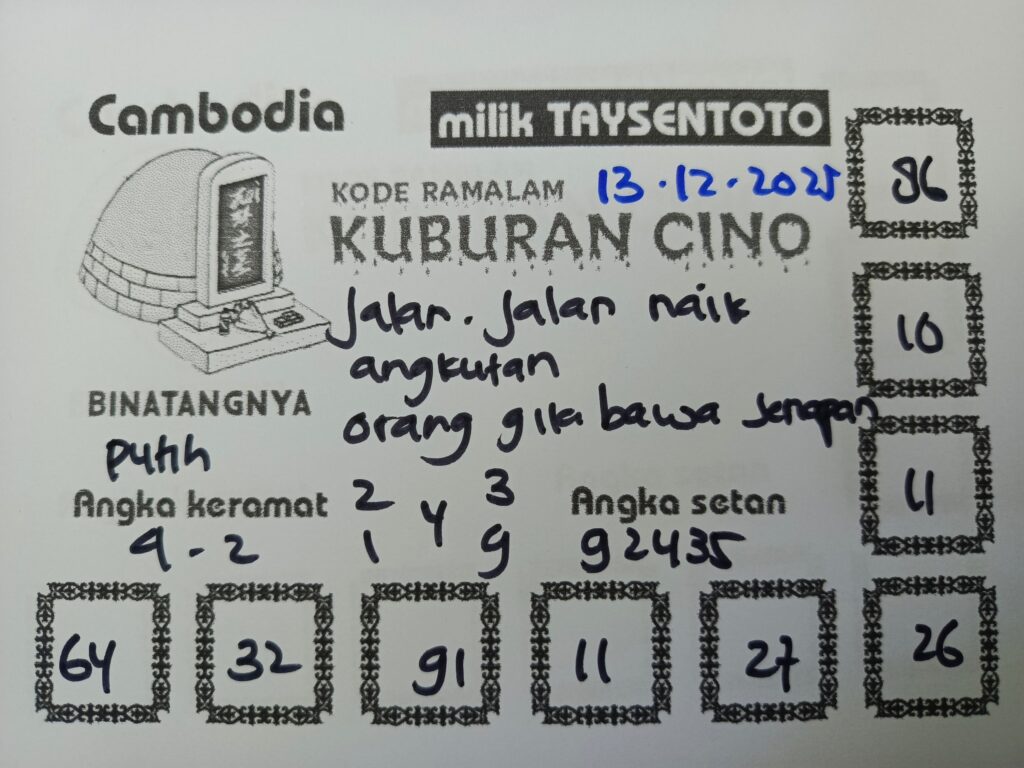 Cambodia
milik TAYSENTOTO
KODE RAMALAM
13.12.2025
KUBURAN CINO
Jalan. Jalan naik
angkutan
orang gila bawa senapan
BINATANGNYA
putih
Angka keramat
9 - 2
2 3
4
1 9
Angka setan
92435
96
10
11
64
32
91
11
27
26